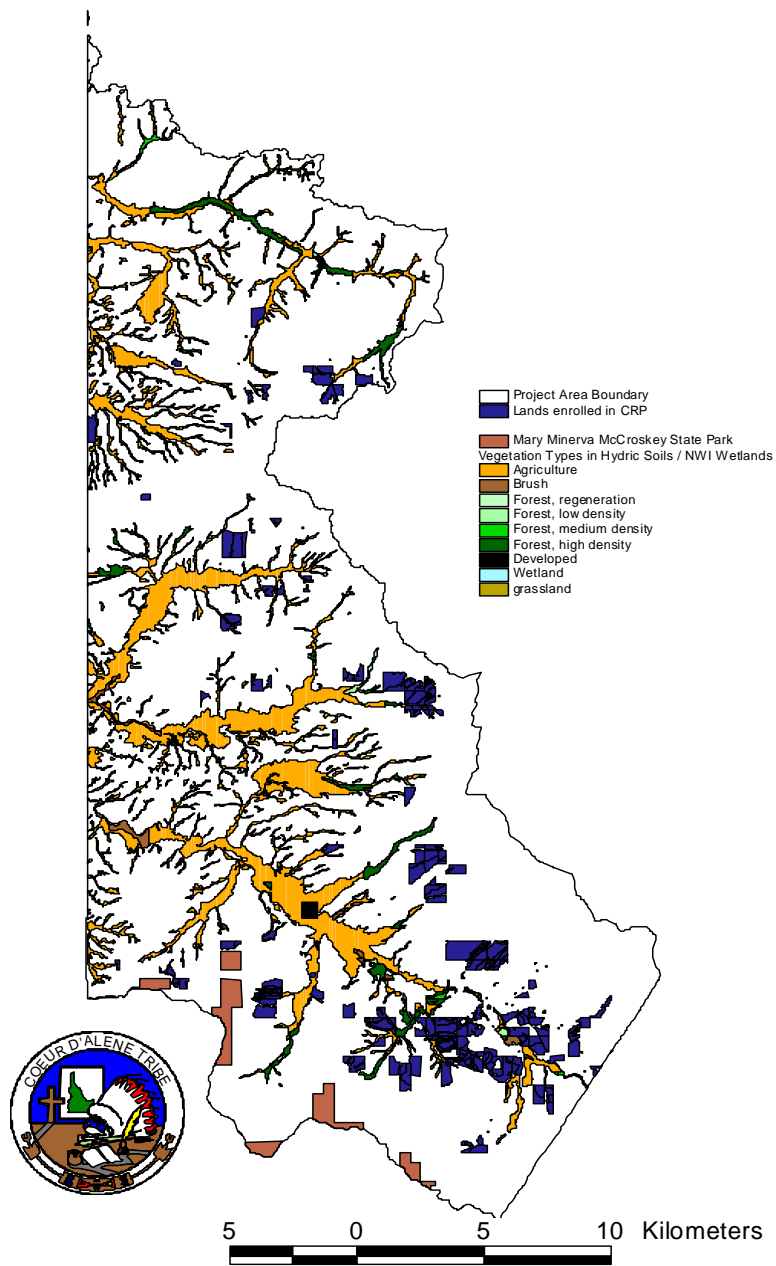 Project Area Boundary
Lands enrolled in CRP
Mary Minerva McCroskey State Park
Vegetation Types in Hydric Soils / NWI Wetlands
Agriculture
Brush
Forest, regeneration
Forest, low density
Forest, medium density
Forest, high density
Developed
Wetland
grassland
COEUR D'ALENE TRIBE
5 0 5 10 Kilometers